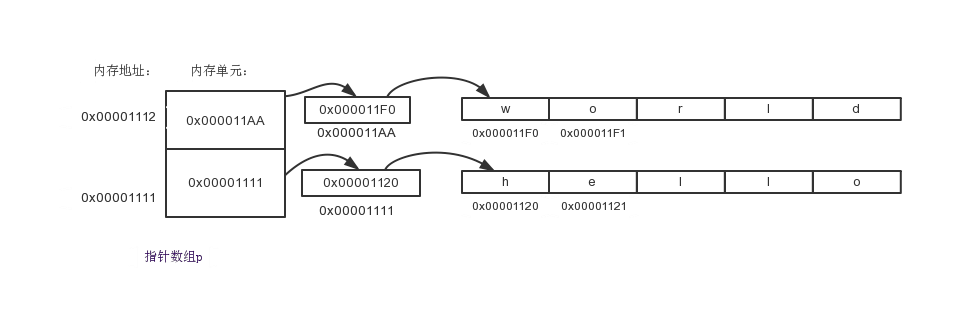 内存地址： 内存单元：
0x00001112 0x000011AA 0x000011F0 w o r l d
0x000011AA 0x000011F0 0x000011F1
0x00001111 0x00001111 0x00001120 h e l l o
0x00001111 0x00001120 0x00001121
指针数组p